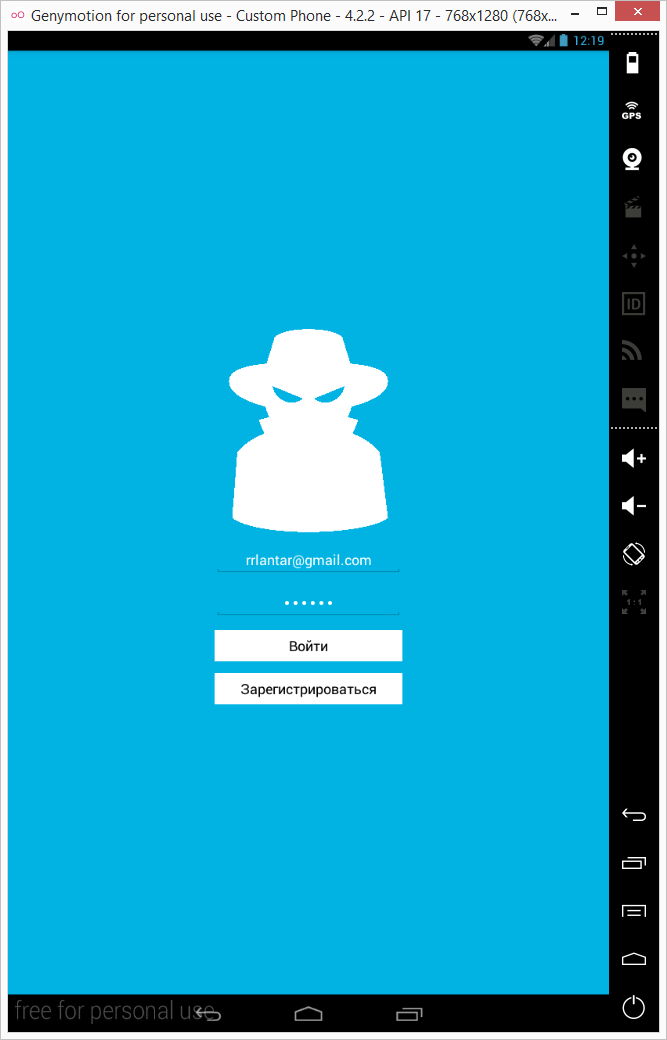 Genymotion for personal use - Custom Phone - 4.2.2 - API 17 - 768x1280 (768x...
12:19
GPS
ID
rrlantar@gmail.com
Войти
Зарегистрироваться
1:1
free for personal use